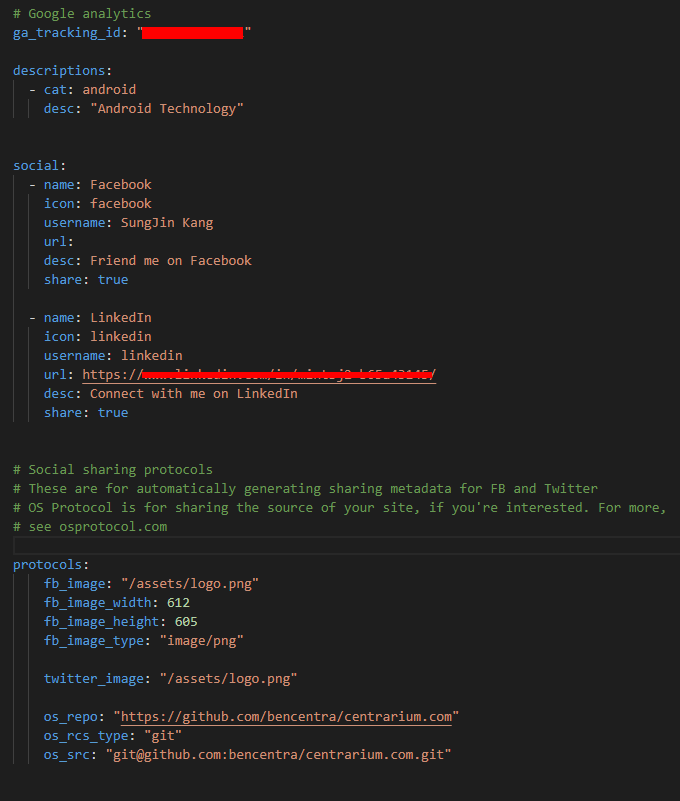 # Google analytics
ga_tracking_id: ""
descriptions:
- cat: android
desc: "Android Technology"
social:
- name: Facebook
icon: facebook
username: SungJin Kang
url:
desc: Friend me on Facebook
share: true
- name: LinkedIn
icon: linkedin
username: linkedin
url: https://
desc: Connect with me on LinkedIn
share: true
# Social sharing protocols
# These are for automatically generating sharing metadata for FB and Twitter
# OS Protocol is for sharing the source of your site, if you're interested. For more,
# see osprotocol.com
protocols:
fb_image: "/assets/logo.png"
fb_image_width: 612
fb_image_height: 605
fb_image_type: "image/png"
twitter_image: "/assets/logo.png"
os_repo: "https://github.com/bencentra/centrarium.com"
os_rcs_type: "git"
os_src: "git@github.com:bencentra/centrarium.com.git"